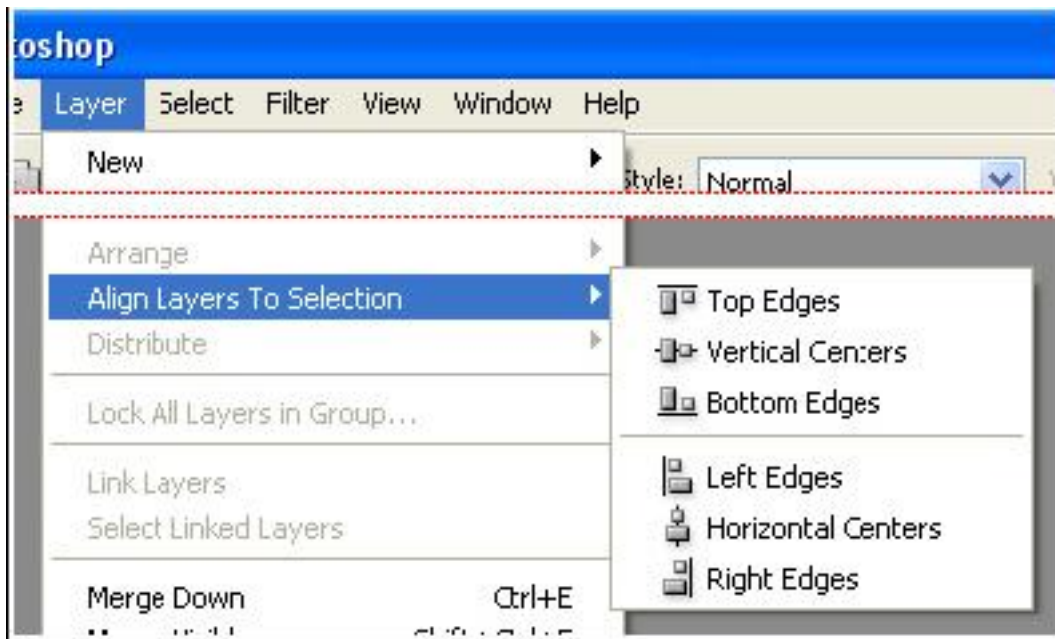 toshop
Layer Select Filter View Window Help
New
Style: Normal
Arrange
Align Layers To Selection
Distribute
Lock All Layers in Group...
Link Layers
Select Linked Layers
Merge Down Ctrl+E
Top Edges
Vertical Centers
Bottom Edges
Left Edges
Horizontal Centers
Right Edges